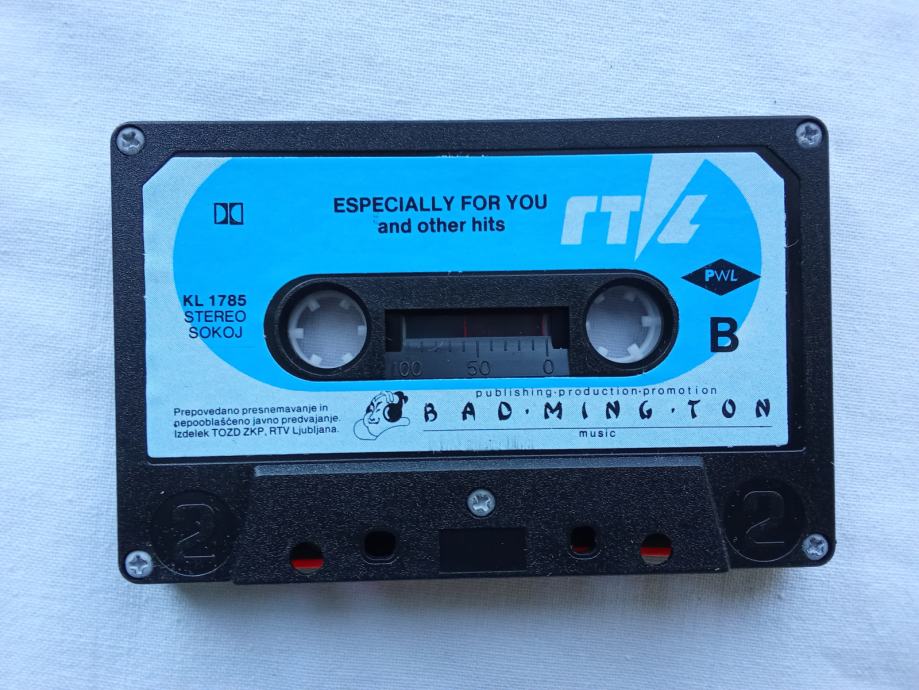 ESPECIALLY FOR YOU
and other hits
RTL
PWL
KL 1785
STEREO
SOKOJ
B
100 50 0
publishing·production·promotion
BAD·MING·TON
music
Prepovedano presnemavanje in
nepooblaščeno javno predvajanje.
Izdelek TOZD ZKP, RTV Ljubljana.
2 2